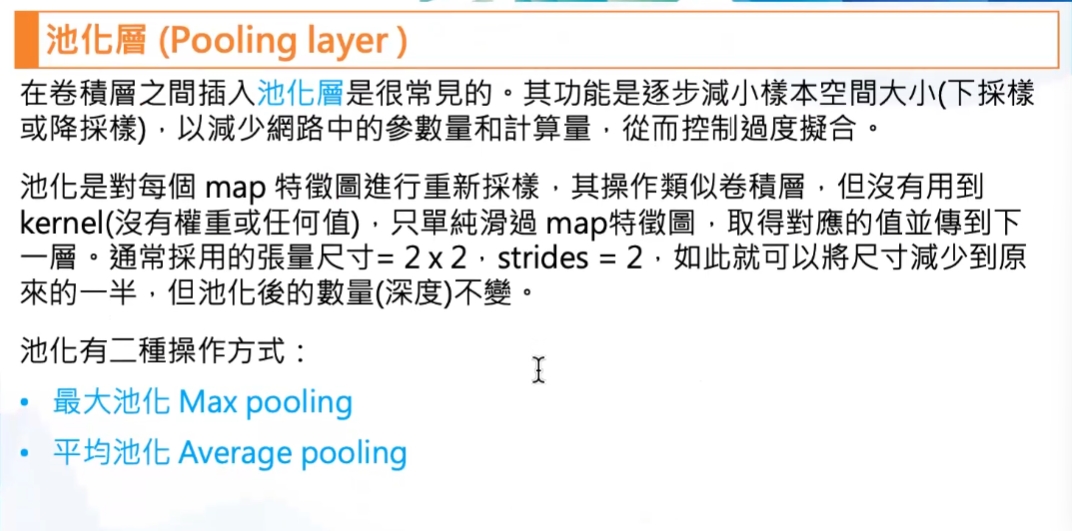 池化層 (Pooling layer )
在卷積層之間插入池化層是很常見的。其功能是逐步減小樣本空間大小(下採樣
或降採樣)，以減少網路中的參數量和計算量，從而控制過度擬合。
池化是對每個 map 特徵圖進行重新採樣，其操作類似卷積層，但沒有用到
kernel(沒有權重或任何值)，只單純滑過 map特徵圖，取得對應的值並傳到下
一層。通常採用的張量尺寸= 2 x 2，strides = 2，如此就可以將尺寸減少到原
來的一半，但池化後的數量(深度)不變。
池化有二種操作方式：
• 最大池化 Max pooling
• 平均池化 Average pooling